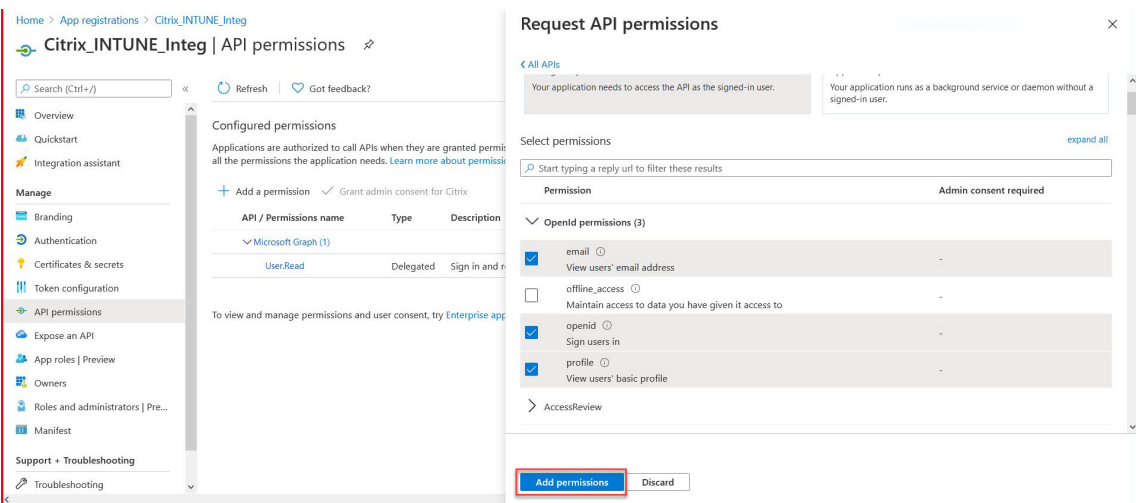 Home > App registrations > Citrix_INTUNE_Integ
Citrix_INTUNE_Integ | API permissions
Search (Ctrl+/)
«
Overview
Quickstart
Integration assistant
Manage
Branding
Authentication
Certificates & secrets
Token configuration
API permissions
Expose an API
App roles | Preview
Owners
Roles and administrators | Pre...
Manifest
Support + Troubleshooting
Troubleshooting
Refresh | Got feedback?
Configured permissions
Applications are authorized to call APIs when they are granted permis
all the permissions the application needs. Learn more about permissio
+ Add a permission ✓ Grant admin consent for Citrix
API / Permissions name Type Description
Microsoft Graph (1)
User.Read Delegated Sign in and r
To view and manage permissions and user consent, try Enterprise app
Request API permissions
All APIs
Your application needs to access the API as the signed-in user.
Your application runs as a background service or daemon without a
signed-in user.
Select permissions expand all
Start typing a reply url to filter these results
Permission Admin consent required
OpenId permissions (3)
email
View users' email address -
offline_access
Maintain access to data you have given it access to -
openid
Sign users in -
profile
View users' basic profile -
AccessReview
Add permissions Discard